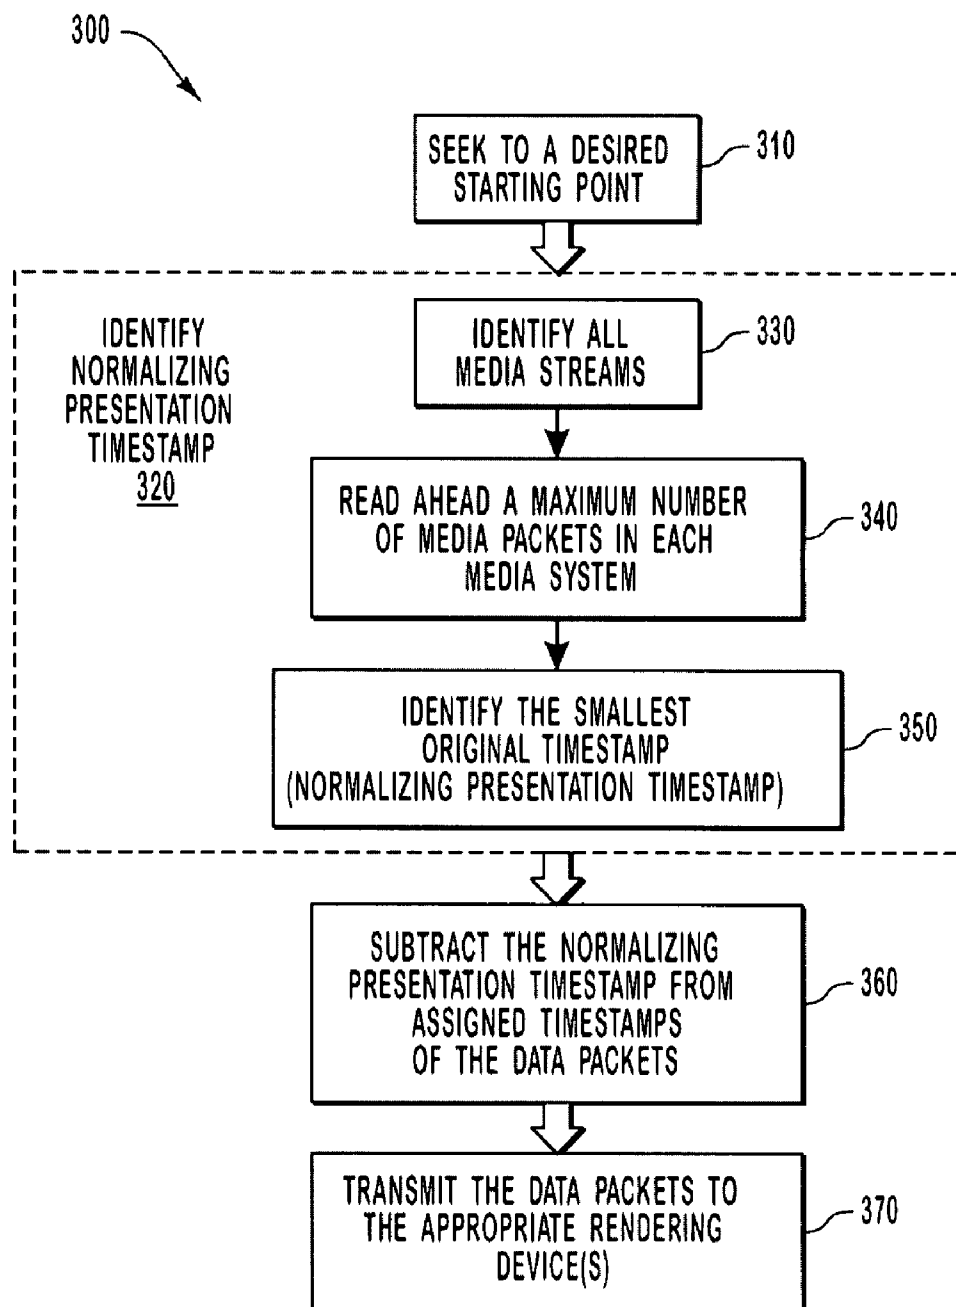 300
SEEK TO A DESIRED
STARTING POINT
310
IDENTIFY
NORMALIZING
PRESENTATION
TIMESTAMP
320
IDENTIFY ALL
MEDIA STREAMS
330
READ AHEAD A MAXIMUM NUMBER
OF MEDIA PACKETS IN EACH
MEDIA SYSTEM
340
IDENTIFY THE SMALLEST
ORIGINAL TIMESTAMP
(NORMALIZING PRESENTATION TIMESTAMP)
350
SUBTRACT THE NORMALIZING
PRESENTATION TIMESTAMP FROM
ASSIGNED TIMESTAMPS
OF THE DATA PACKETS
360
TRANSMIT THE DATA PACKETS TO
THE APPROPRIATE RENDERING
DEVICE(S)
370